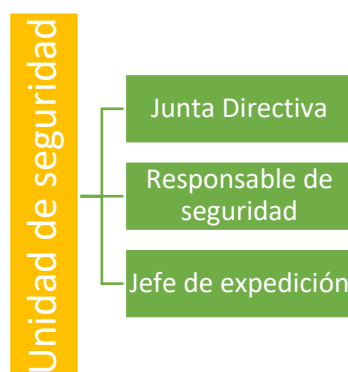 Unidad de seguridad
Junta Directiva
Responsable de
seguridad
Jefe de expedición